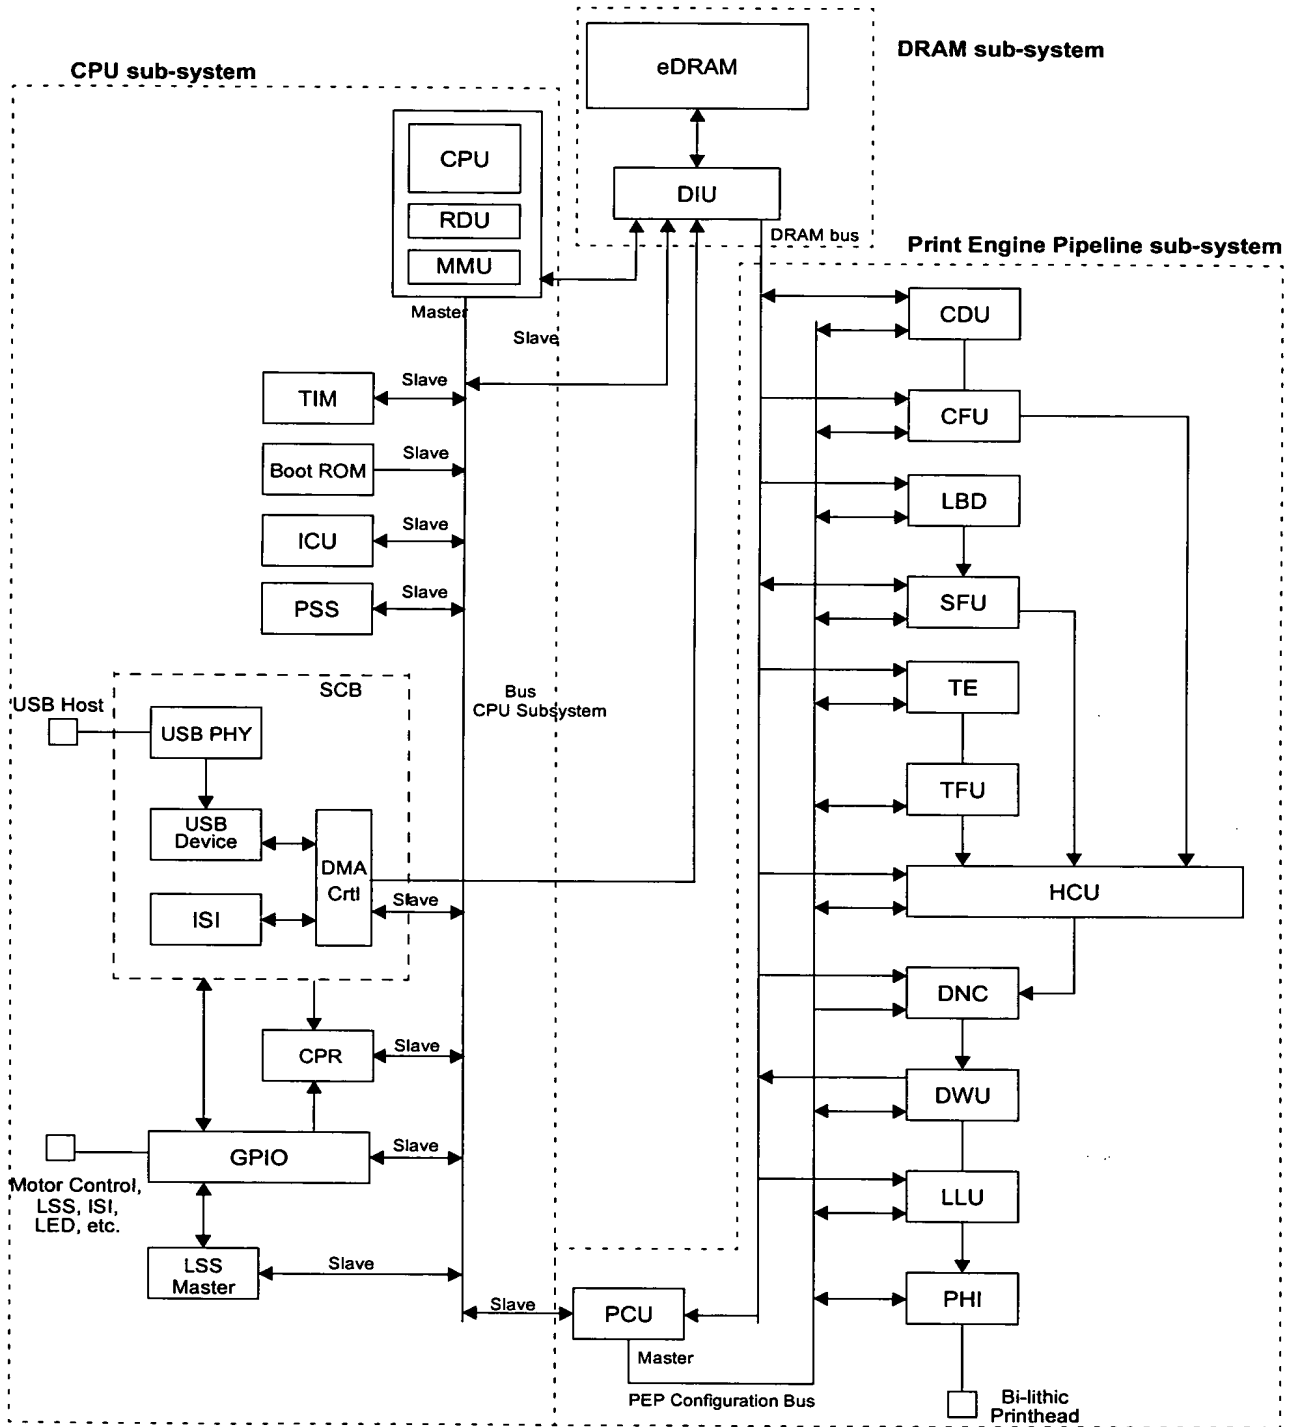 DRAM sub-system
CPU sub-system
eDRAM
CPU
RDU
MMU
DIU
DRAM bus
Print Engine Pipeline sub-system
Master
Slave
CDU
TIM
Slave
CFU
Boot ROM
Slave
LBD
ICU
Slave
PSS
Slave
SFU
SCB
TE
USB Host
USB PHY
Bus
CPU Subsystem
TFU
USB
Device
DMA
Crtl
ISI
Slave
HCU
DNC
CPR
Slave
DWU
GPIO
Slave
Motor Control,
LSS, ISI,
LED, etc.
LLU
LSS
Master
Slave
Slave
PCU
PHI
Master
PEP Configuration Bus
Bi-lithic
Printhead